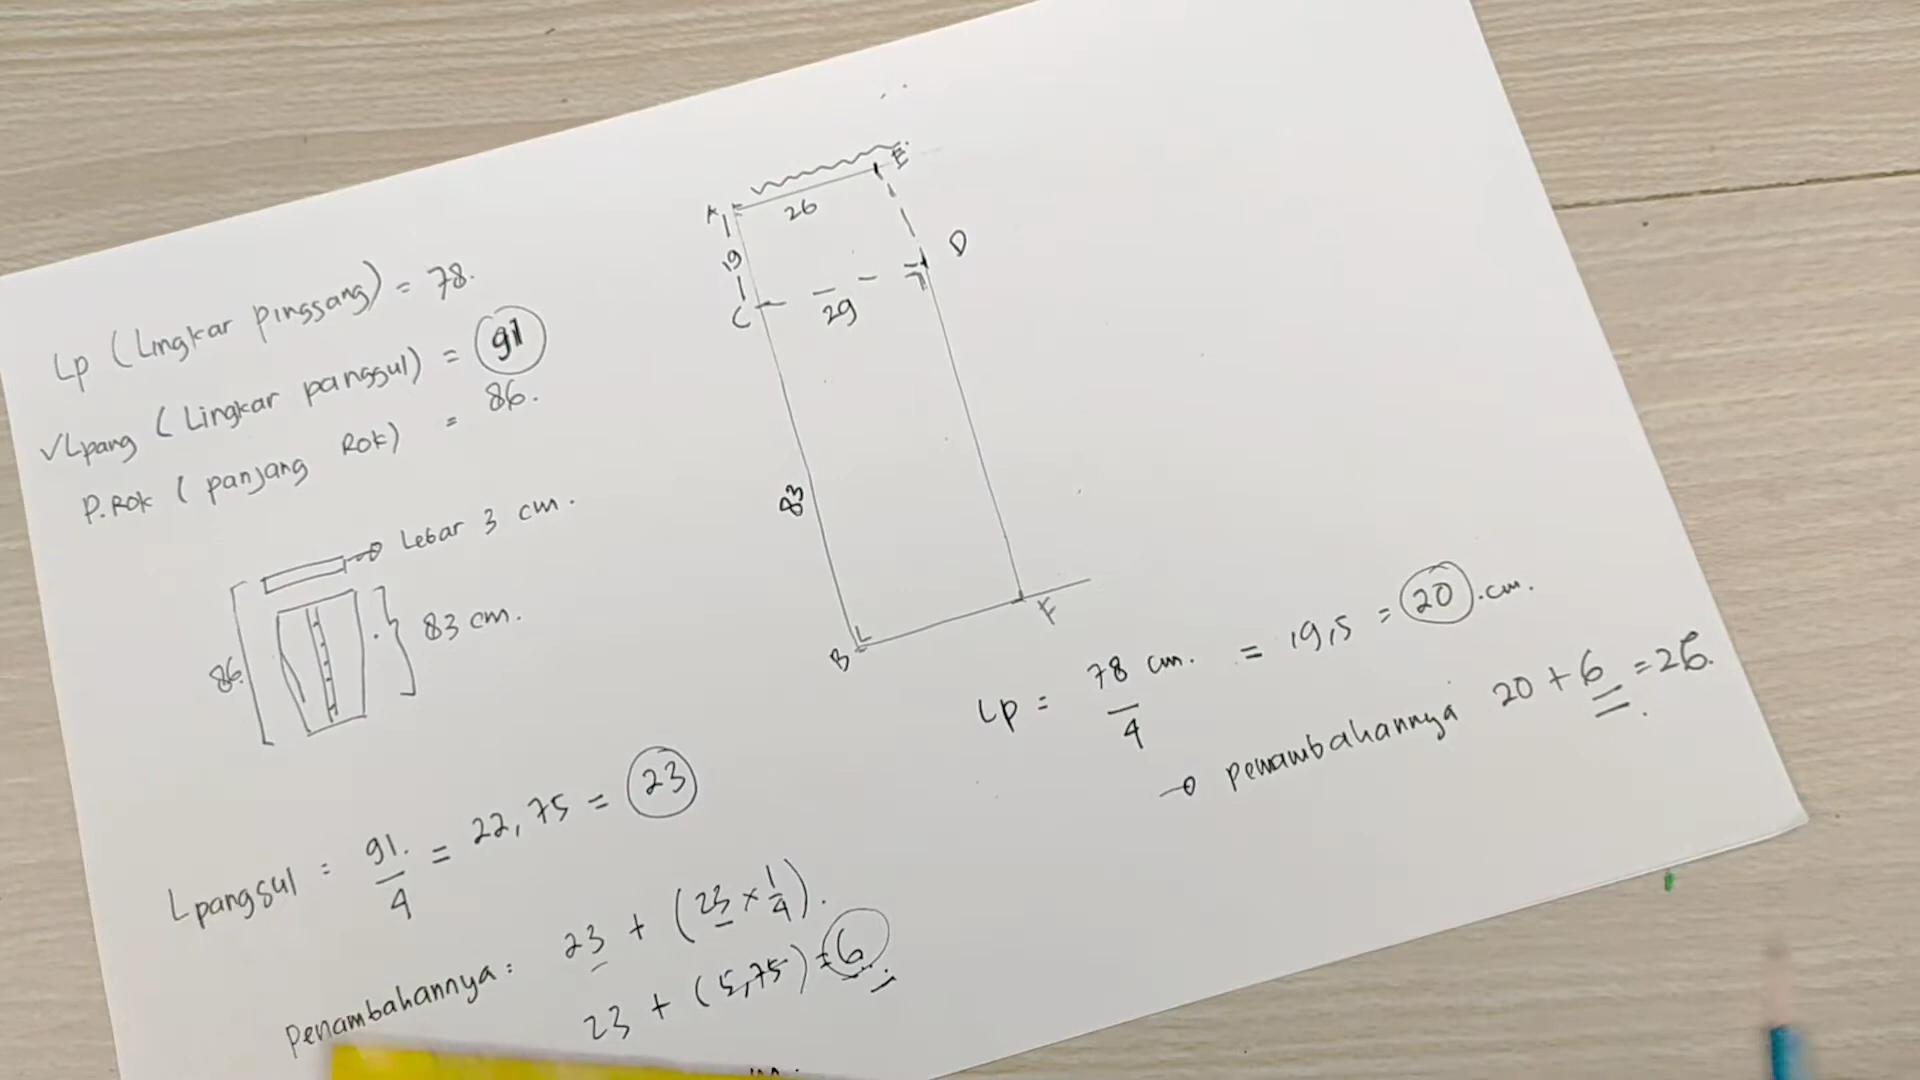 Lp (Lingkar pinggang) = 78.
√Lpang (Lingkar panggul) = 91
P.Rok (panjang Rok) = 86.
Lebar 3 cm.
86.
83 cm.
Lpanggul = 91. / 4 = 22,75 = 23
Penambahannya = 23 + (23 x 1/4).
23 + (5,75) = 6
A
E
26
19
D
C
29
83
B
F
Lp = 78 cm. / 4 = 19,5 = 20 .cm.
penambahannya 20 + 6 = 26.